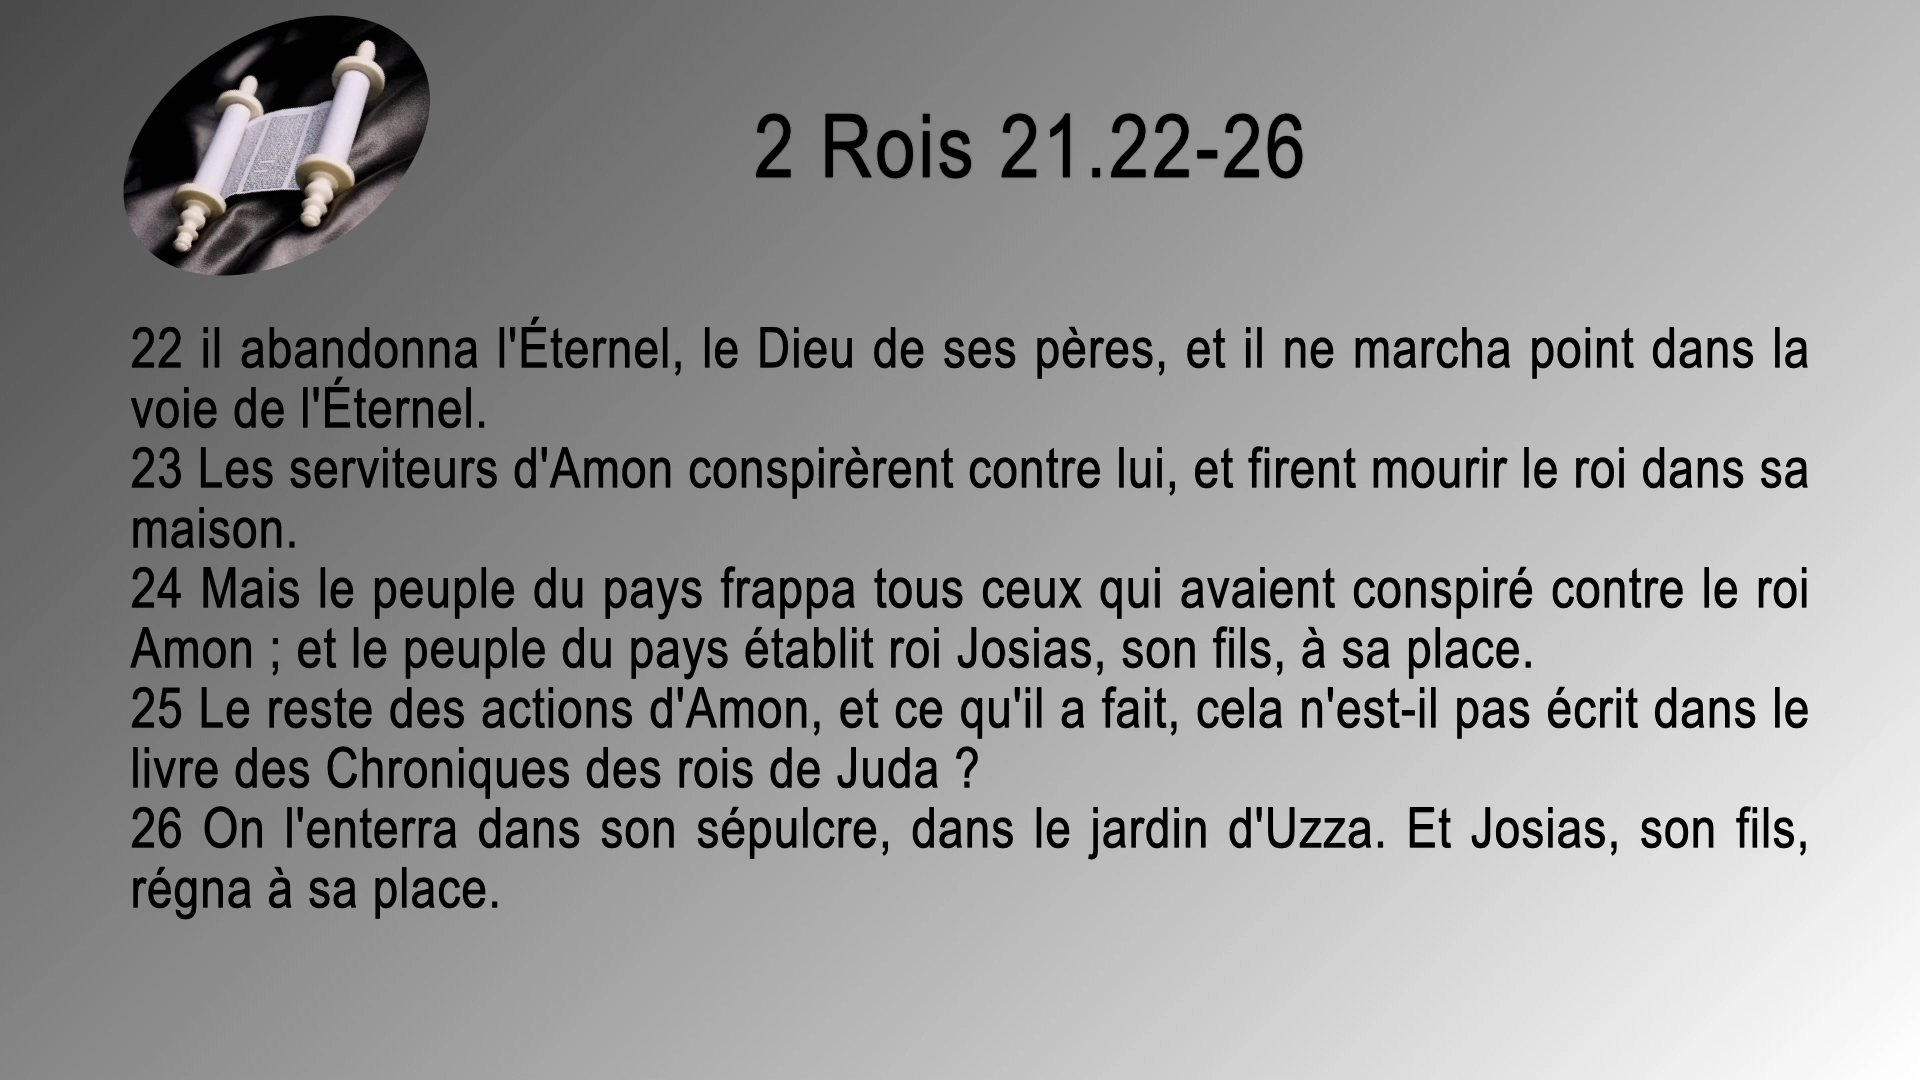 2 Rois 21.22-26
22 il abandonna l'Éternel, le Dieu de ses pères, et il ne marcha point dans la
voie de l'Éternel.
23 Les serviteurs d'Amon conspirèrent contre lui, et firent mourir le roi dans sa
maison.
24 Mais le peuple du pays frappa tous ceux qui avaient conspiré contre le roi
Amon ; et le peuple du pays établit roi Josias, son fils, à sa place.
25 Le reste des actions d'Amon, et ce qu'il a fait, cela n'est-il pas écrit dans le
livre des Chroniques des rois de Juda ?
26 On l'enterra dans son sépulcre, dans le jardin d'Uzza. Et Josias, son fils,
régna à sa place.